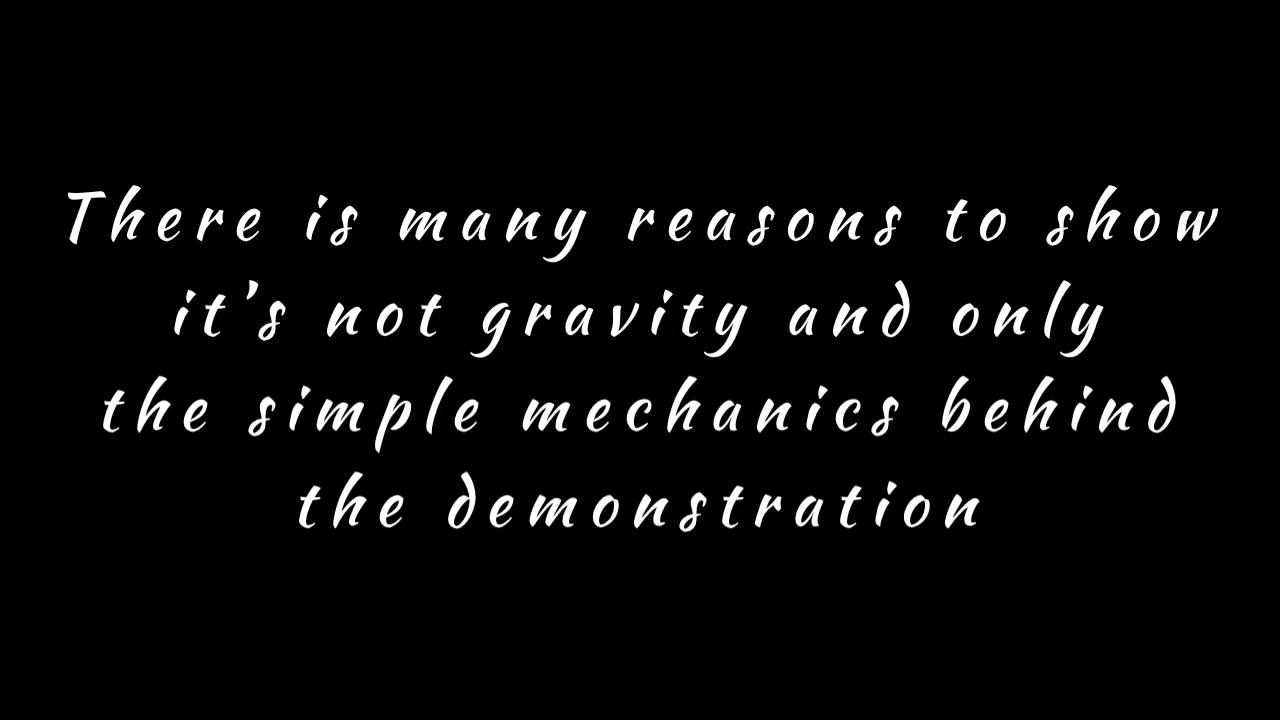 There is many reasons to show
it's not gravity and only
the simple mechanics behind
the demonstration